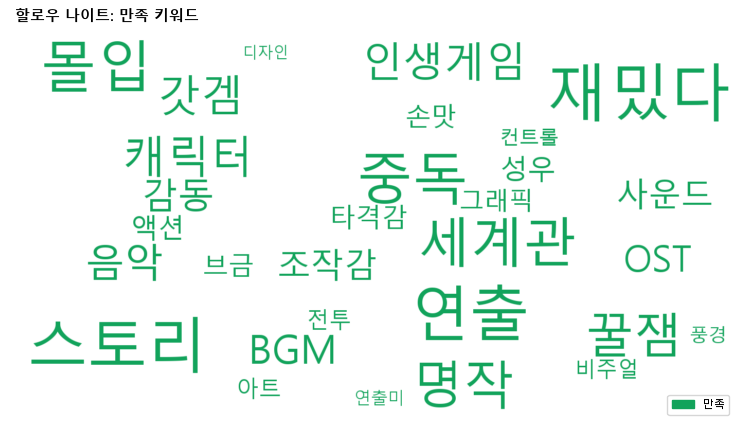 할로우 나이트: 만족 키워드
몰입
디자인
인생게임
갓겜
재밌다
손맛
컨트롤
캐릭터
중독
성우
감동
그래픽
사운드
액션
타격감
세계관
음악
브금
조작감
OST
연출
스토리
전투
꿀잼
풍경
BGM
명작
비주얼
아트
연출미
만족